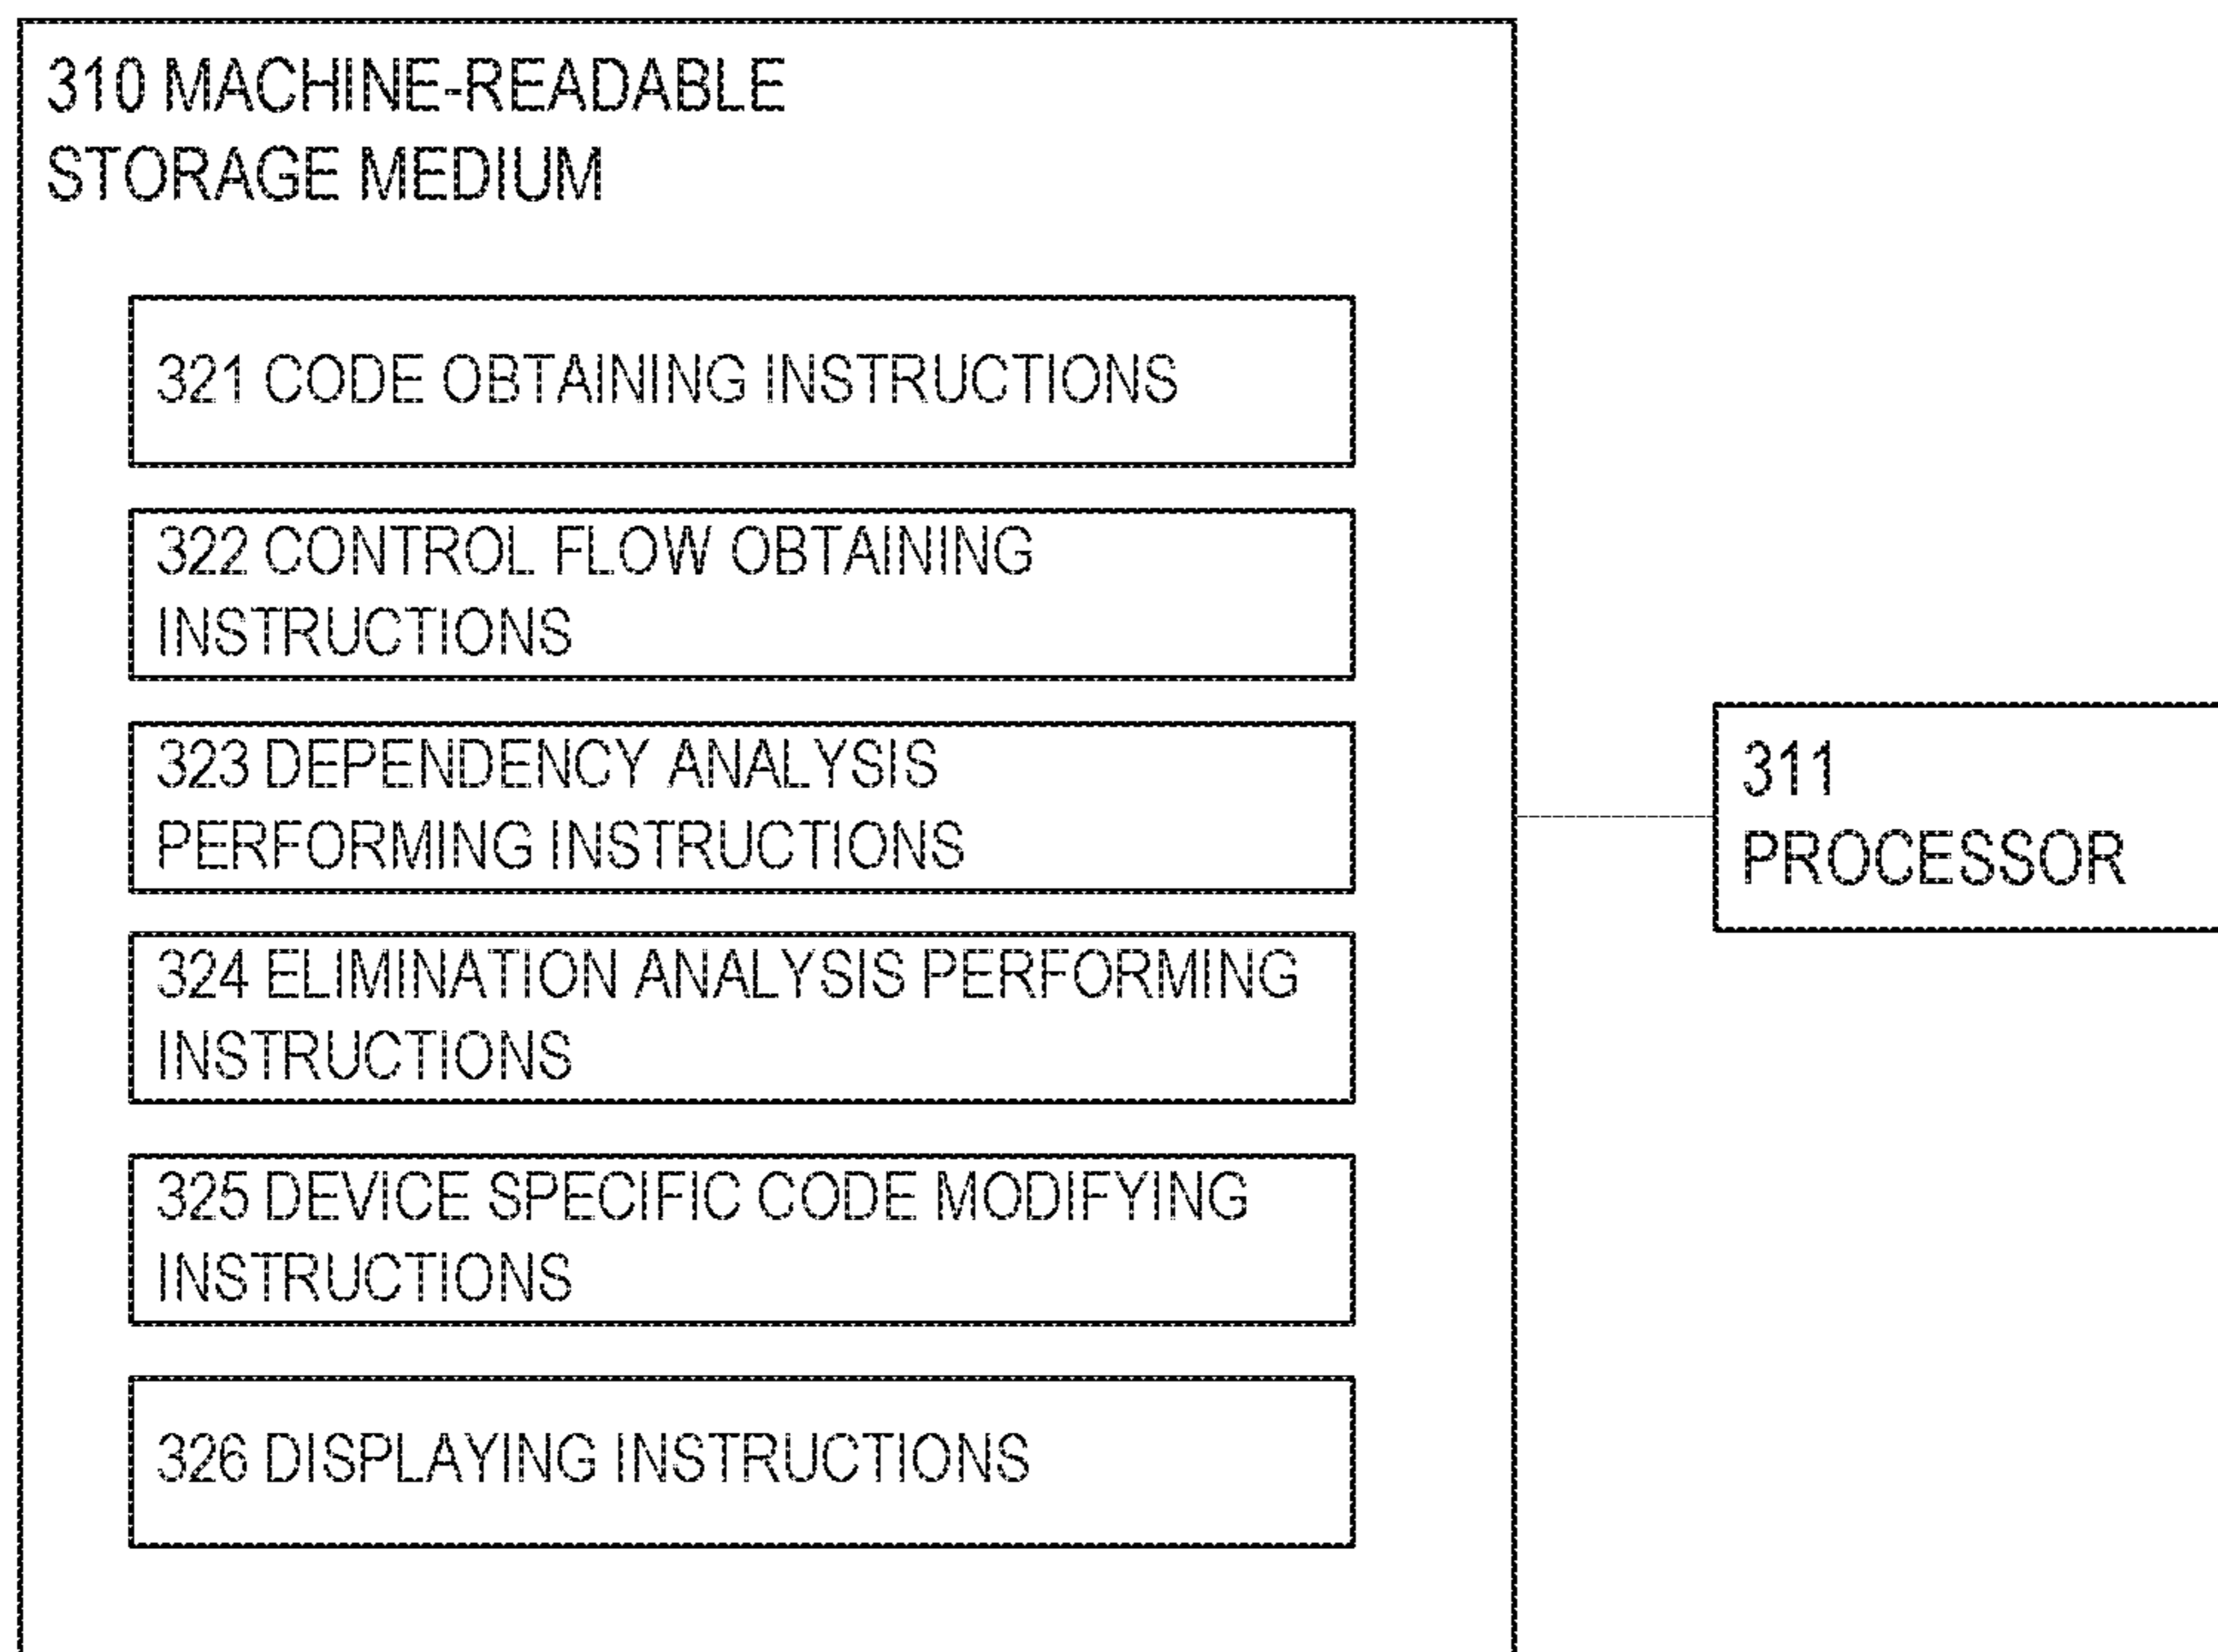 310 MACHINE-READABLE
STORAGE MEDIUM
321 CODE OBTAINING INSTRUCTIONS
322 CONTROL FLOW OBTAINING
INSTRUCTIONS
323 DEPENDENCY ANALYSIS
PERFORMING INSTRUCTIONS
324 ELIMINATION ANALYSIS PERFORMING
INSTRUCTIONS
325 DEVICE SPECIFIC CODE MODIFYING
INSTRUCTIONS
326 DISPLAYING INSTRUCTIONS
311
PROCESSOR